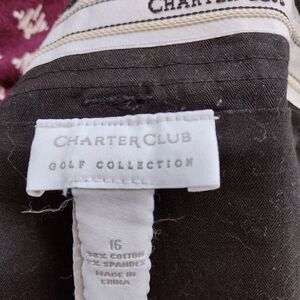 CHARTER CLUB
CHARTER CLUB
GOLF COLLECTION
16
98% COTTON
2% SPANDEX
MADE IN
CHINA